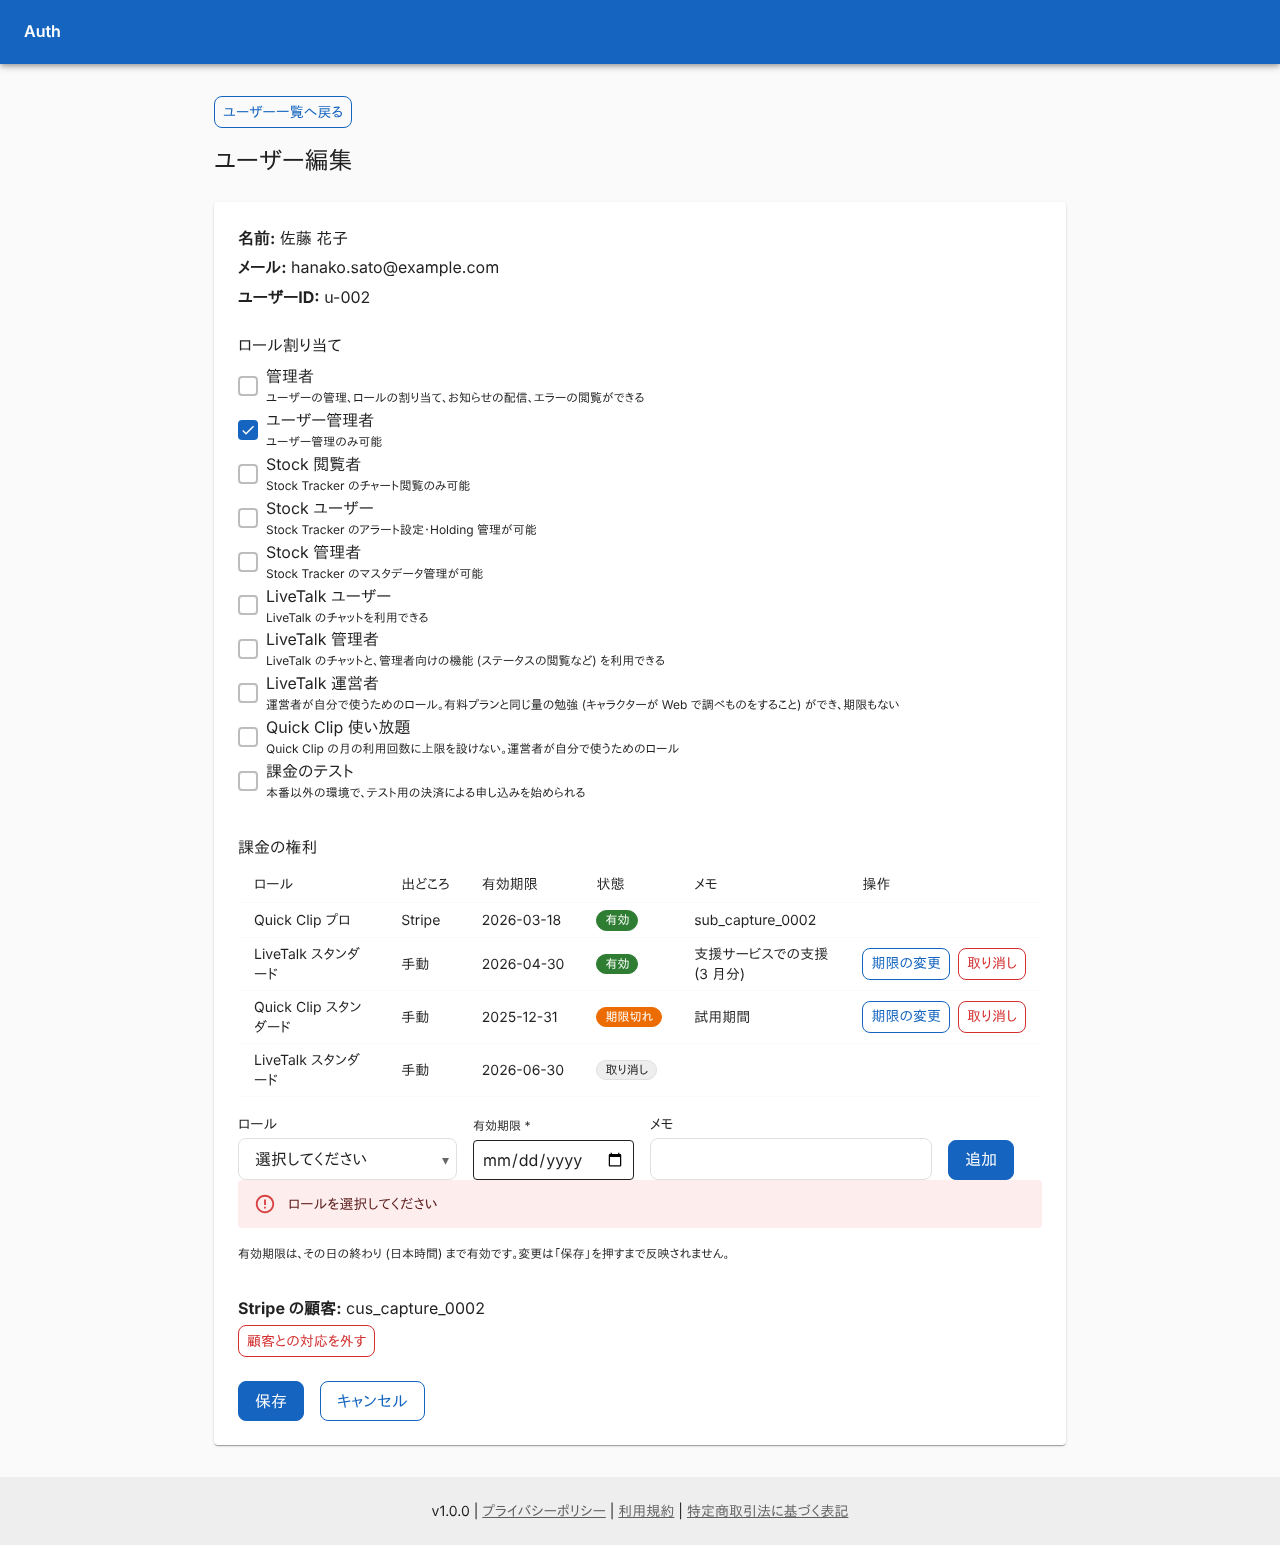 Auth
ユーザー一覧へ戻る
ユーザー編集
名前: 佐藤 花子
メール: hanako.sato@example.com
ユーザーID: u-002
ロール割り当て
管理者
ユーザーの管理、ロールの割り当て、お知らせの配信、エラーの閲覧ができる
ユーザー管理者
ユーザー管理のみ可能
Stock 閲覧者
Stock Tracker のチャート閲覧のみ可能
Stock ユーザー
Stock Tracker のアラート設定・Holding 管理が可能
Stock 管理者
Stock Tracker のマスタデータ管理が可能
LiveTalk ユーザー
LiveTalk のチャットを利用できる
LiveTalk 管理者
LiveTalk のチャットと、管理者向けの機能 (ステータスの閲覧など) を利用できる
LiveTalk 運営者
運営者が自分で使うためのロール。有料プランと同じ量の勉強 (キャラクターが Web で調べものをすること) ができ、期限もない
Quick Clip 使い放題
Quick Clip の月の利用回数に上限を設けない。運営者が自分で使うためのロール
課金のテスト
本番以外の環境で、テスト用の決済による申し込みを始められる
課金の権利
ロール 出どころ 有効期限 状態 メモ 操作
Quick Clip プロ Stripe 2026-03-18 有効 sub_capture_0002
LiveTalk スタンダ
ード 手動 2026-04-30 有効 支援サービスでの支援
(3 月分) 期限の変更 取り消し
Quick Clip スタン
ダード 手動 2025-12-31 期限切れ 試用期間 期限の変更 取り消し
LiveTalk スタンダ
ード 手動 2026-06-30 取り消し
ロール 有効期限 * メモ
選択してください ▾ mm/dd/yyyy 追加
ロールを選択してください
有効期限は、その日の終わり (日本時間) まで有効です。変更は「保存」を押すまで反映されません。
Stripe の顧客: cus_capture_0002
顧客との対応を外す
保存 キャンセル
v1.0.0 | プライバシーポリシー | 利用規約 | 特定商取引法に基づく表記